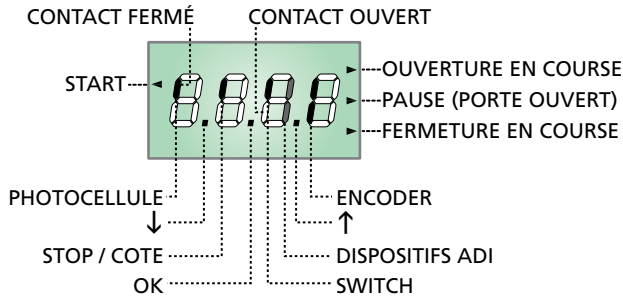 CONTACT FERMÉ CONTACT OUVERT
START OUVERTURE EN COURSE
PAUSE (PORTE OUVERT)
FERMETURE EN COURSE
PHOTOCELLULE ENCODER
↓ ↑
STOP / COTE DISPOSITIFS ADI
OK SWITCH